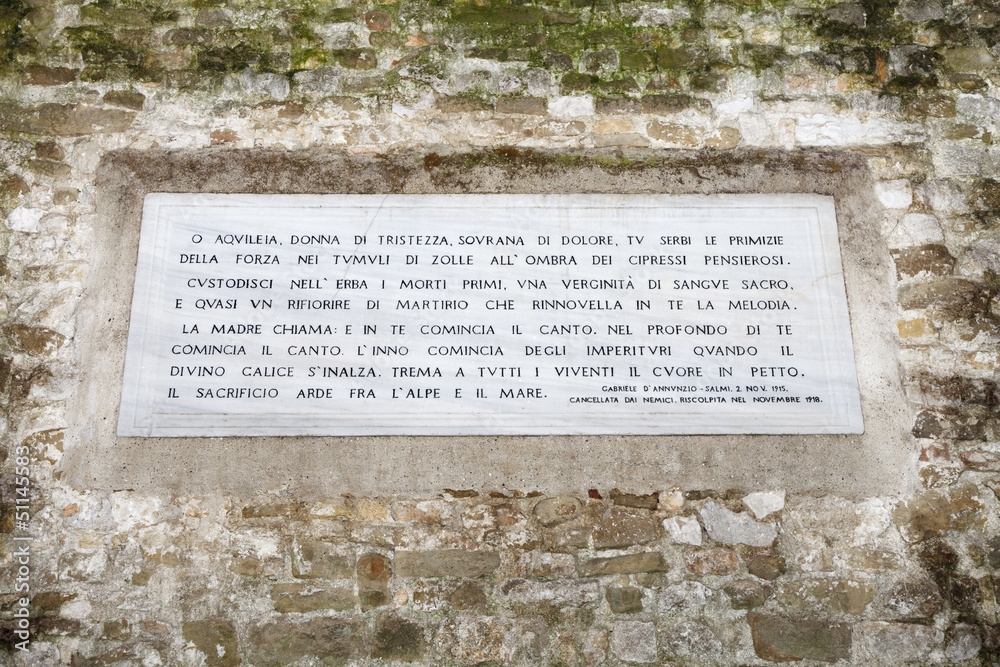 O AQVILEIA, DONNA DI TRISTEZZA, SOVRANA DI DOLORE, TV SERBI LE PRIMIZIE
DELLA FORZA NEI TVMVLI DI ZOLLE ALL'OMBRA DEI CIPRESSI PENSIEROSI.
CVSTODISCI NELL'ERBA I MORTI PRIMI, VNA VERGINITÀ DI SANGVE SACRO,
E QVASI VN RIFIORIRE DI MARTIRIO CHE RINNOVELLA IN TE LA MELODIA.
LA MADRE CHIAMA: E IN TE COMINCIA IL CANTO. NEL PROFONDO DI TE
COMINCIA IL CANTO. L'INNO COMINCIA DEGLI IMPERITVRI QVANDO IL
DIVINO CALICE S'INALZA. TREMA A TVTTI I VIVENTI IL CVORE IN PETTO.
IL SACRIFICIO ARDE FRA L'ALPE E IL MARE.
GABRIELE D'ANNVNZIO - SALMI. 2. NOV. 1915.
CANCELLATA DAI NEMICI, RISCOLPITA NEL NOVEMBRE 1918.
Adobe Stock | 51145583